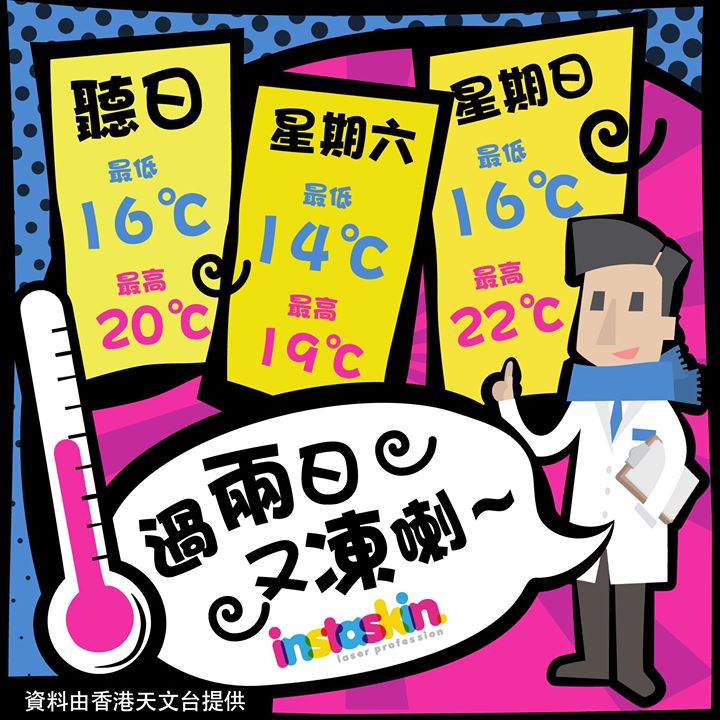 聽日
最低
16℃
最高
20℃
星期六
最低
14℃
最高
19℃
星期日
最低
16℃
最高
22℃
過兩日
又凍喇~
instaskin
laser profession
資料由香港天文台提供